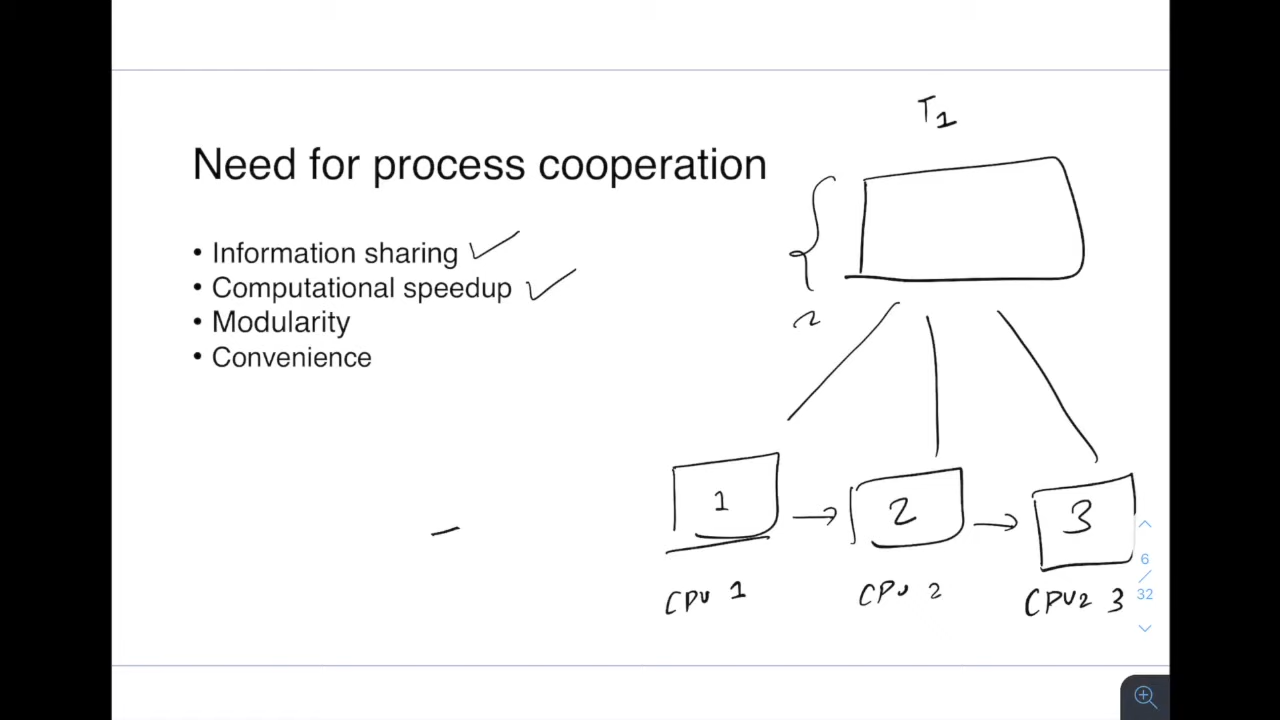 T1
Need for process cooperation
• Information sharing
• Computational speedup
• Modularity
• Convenience
1 → 2 → 3
CPU 1 CPU 2 CPU2 3
6
/
32